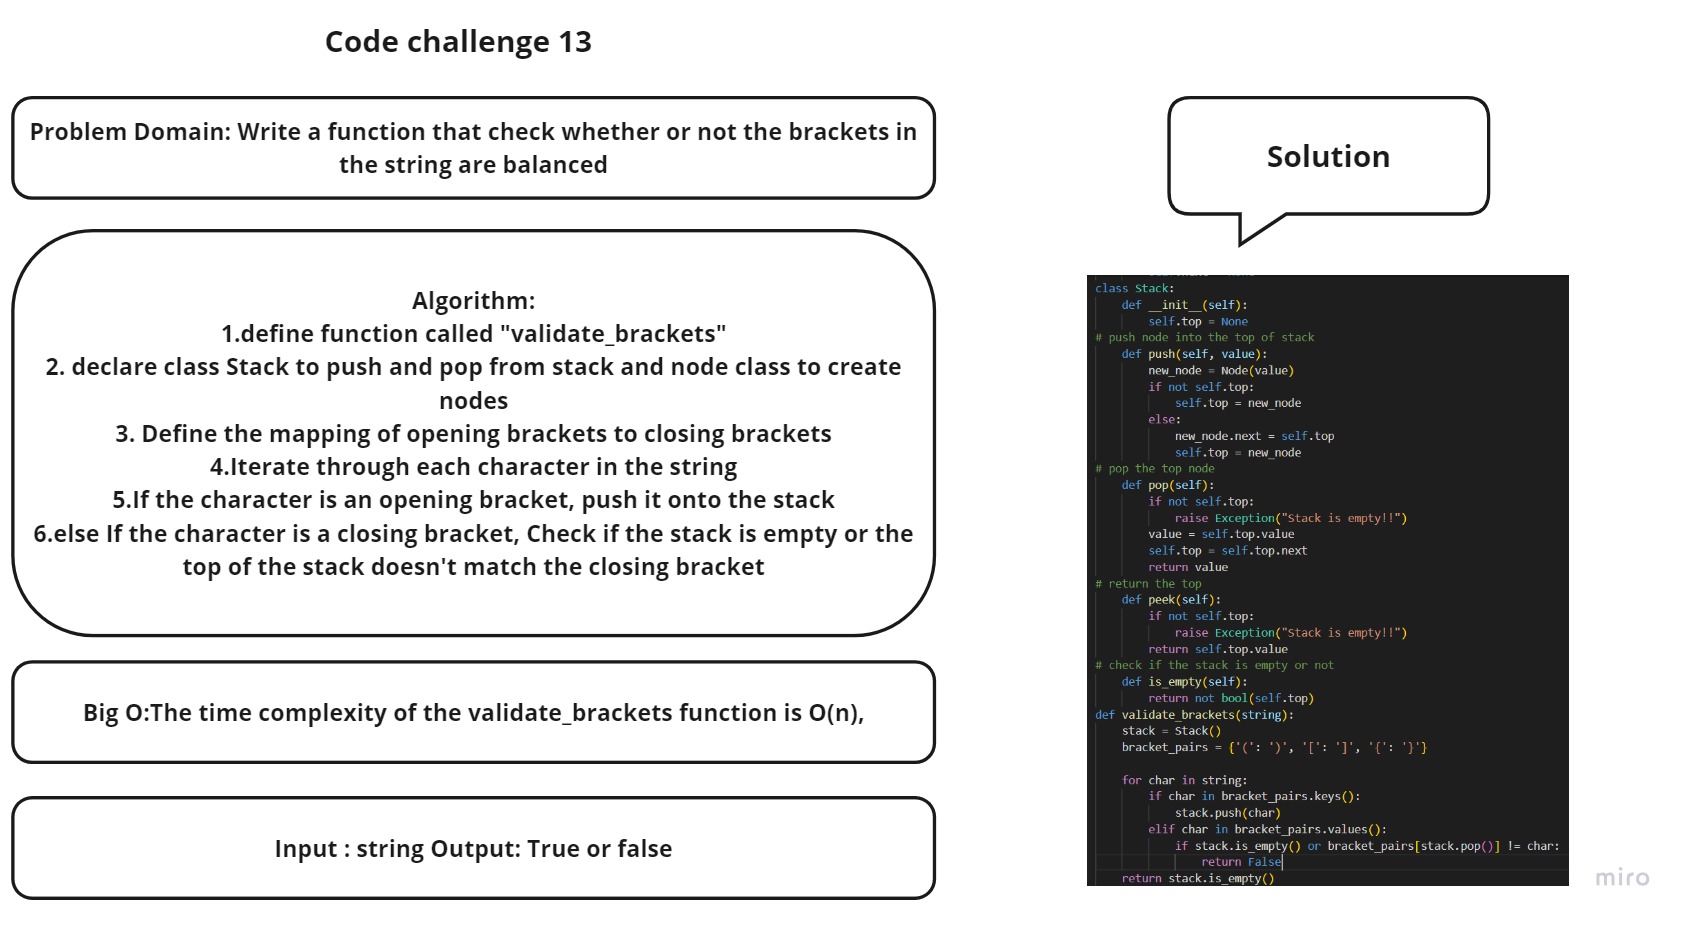 Code challenge 13
Problem Domain: Write a function that check whether or not the brackets in
the string are balanced
Algorithm:
1.define function called "validate_brackets"
2. declare class Stack to push and pop from stack and node class to create
nodes
3. Define the mapping of opening brackets to closing brackets
4.Iterate through each character in the string
5.If the character is an opening bracket, push it onto the stack
6.else If the character is a closing bracket, Check if the stack is empty or the
top of the stack doesn't match the closing bracket
Big O:The time complexity of the validate_brackets function is O(n),
Input : string Output: True or false
Solution
class Stack:
    def __init__(self):
        self.top = None
# push node into the top of stack
    def push(self, value):
        new_node = Node(value)
        if not self.top:
            self.top = new_node
        else:
            new_node.next = self.top
            self.top = new_node
# pop the top node
    def pop(self):
        if not self.top:
            raise Exception("Stack is empty!!")
        value = self.top.value
        self.top = self.top.next
        return value
# return the top
    def peek(self):
        if not self.top:
            raise Exception("Stack is empty!!")
        return self.top.value
# check if the stack is empty or not
    def is_empty(self):
        return not bool(self.top)
def validate_brackets(string):
    stack = Stack()
    bracket_pairs = {'(': ')', '[': ']', '{': '}'}
    for char in string:
        if char in bracket_pairs.keys():
            stack.push(char)
        elif char in bracket_pairs.values():
            if stack.is_empty() or bracket_pairs[stack.pop()] != char:
                return False
    return stack.is_empty()
miro